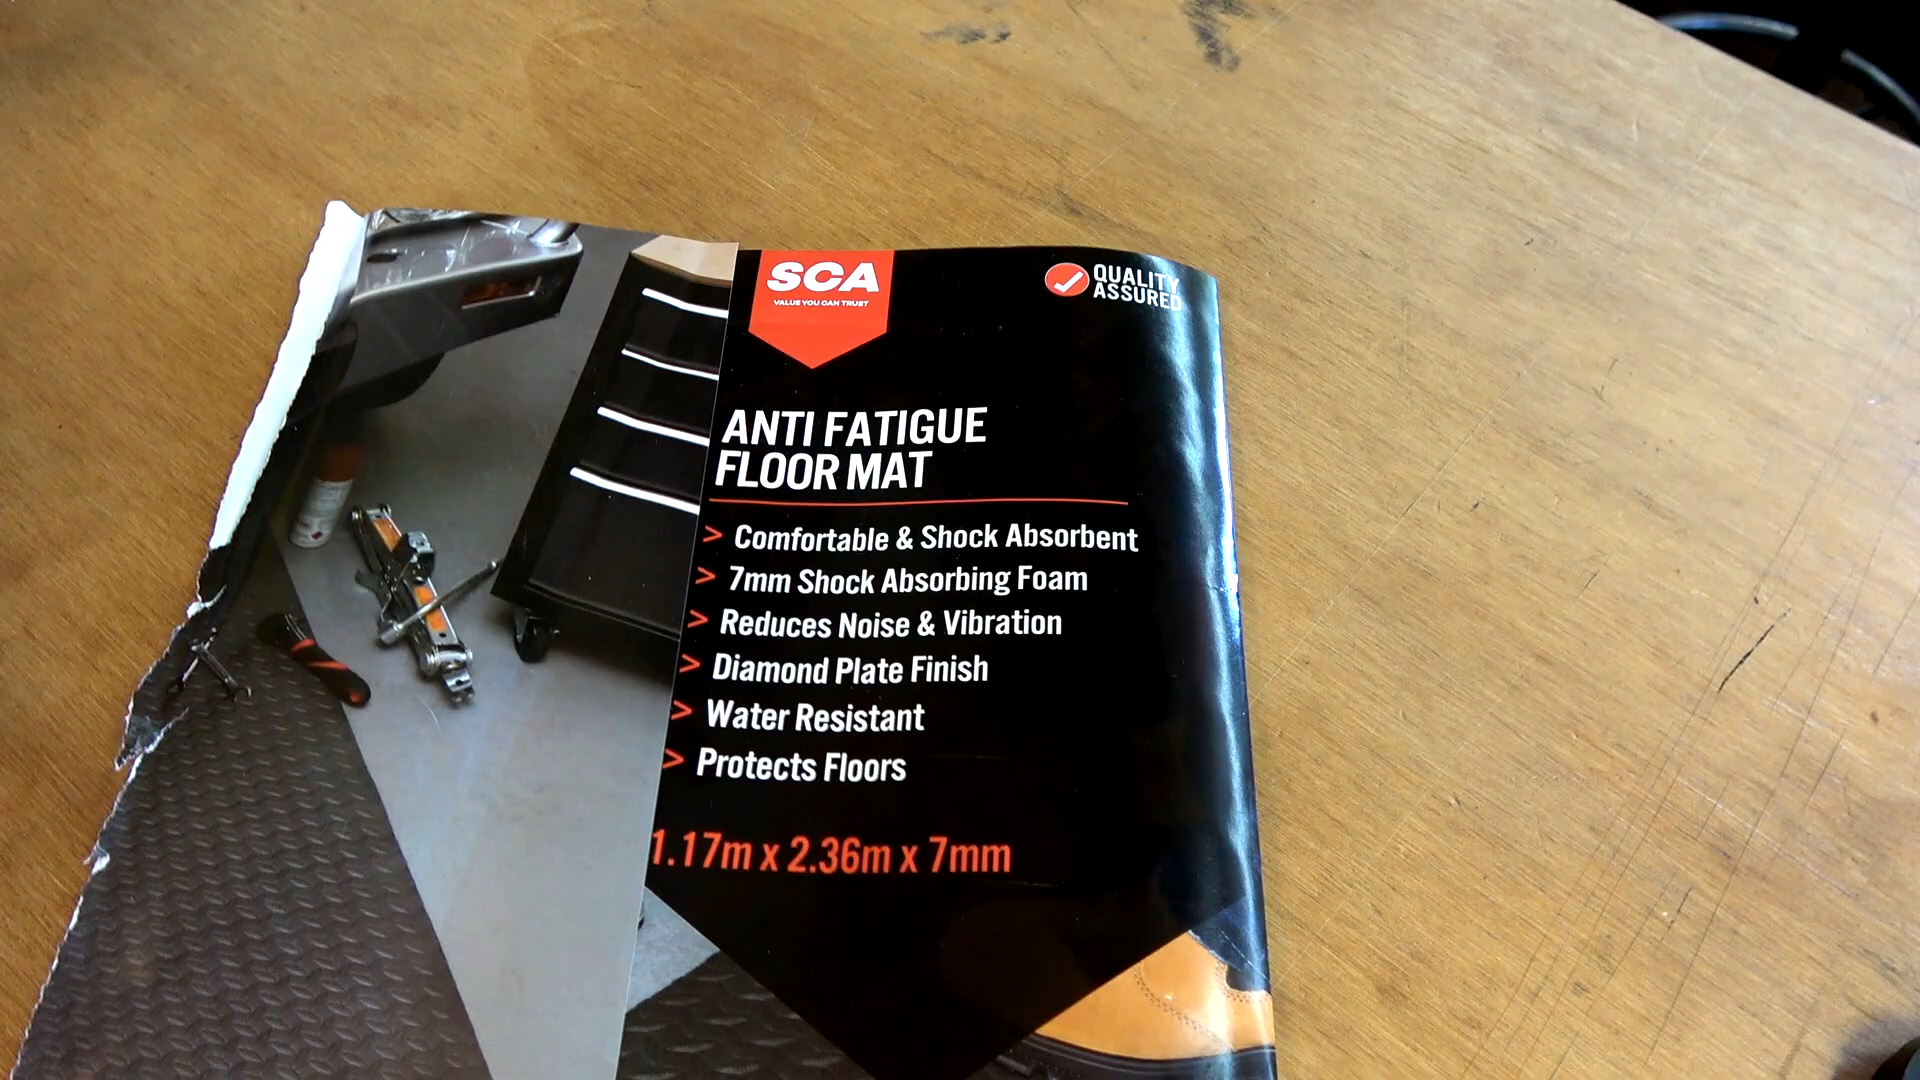 SCA
VALUE YOU CAN TRUST
QUALITY
ASSURED
ANTI FATIGUE
FLOOR MAT
> Comfortable & Shock Absorbent
> 7mm Shock Absorbing Foam
> Reduces Noise & Vibration
> Diamond Plate Finish
> Water Resistant
> Protects Floors
1.17m x 2.36m x 7mm